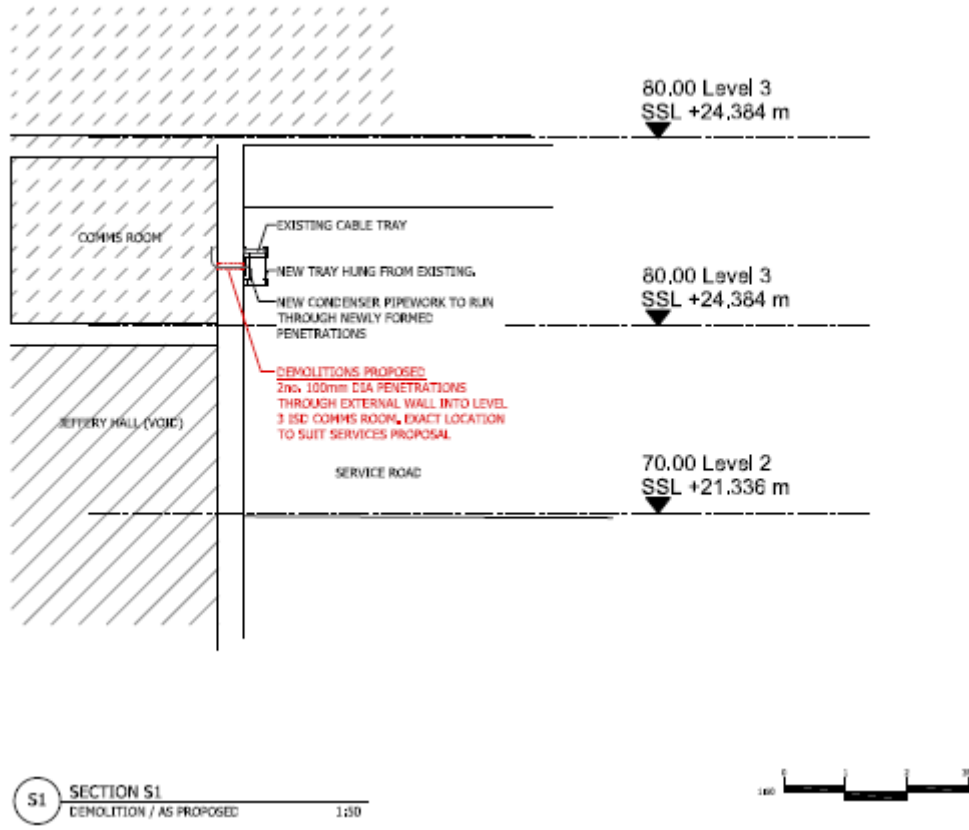 80.00 Level 3
SSL +24.384 m
COMMS ROOM
EXISTING CABLE TRAY
NEW TRAY HUNG FROM EXISTING.
NEW CONDENSER PIPEWORK TO RUN
THROUGH NEWLY FORMED
PENETRATIONS
80.00 Level 3
SSL +24.384 m
DEMOLITIONS PROPOSED
2no. 100mm DIA PENETRATIONS
THROUGH EXTERNAL WALL INTO LEVEL
3 ISD COMMS ROOM, EXACT LOCATION
TO SUIT SERVICES PROPOSAL
JEFFERY HALL (VOID)
SERVICE ROAD
70.00 Level 2
SSL +21.336 m
S1
SECTION S1
DEMOLITION / AS PROPOSED 1:50
0 1 2